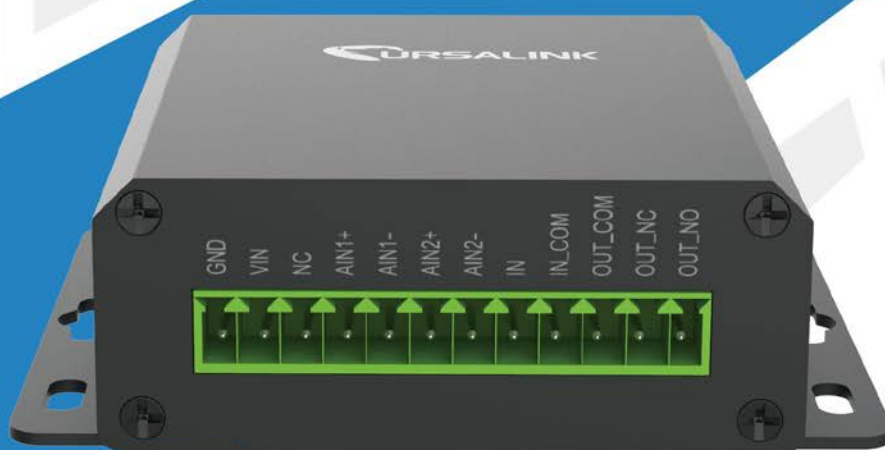 URSALINK
GND
VIN
NC
AIN1+
AIN1-
AIN2+
AIN2-
IN
IN_COM
OUT_COM
OUT_NC
OUT_NO